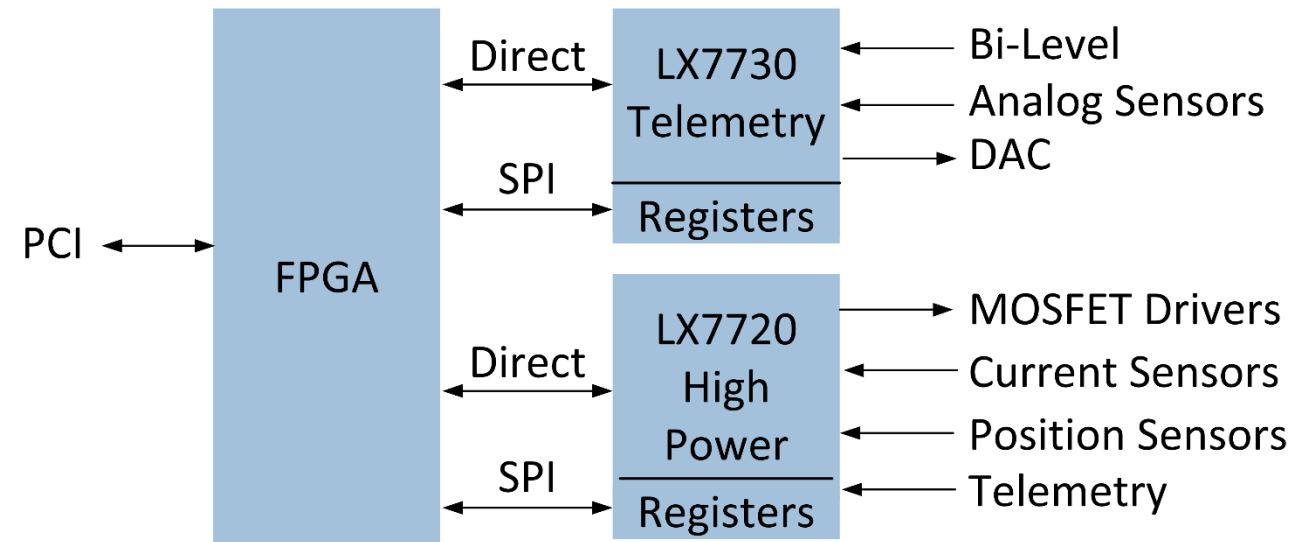 PCI
FPGA
Direct
SPI
LX7730
Telemetry
Registers
Bi-Level
Analog Sensors
DAC
Direct
SPI
LX7720
High
Power
Registers
MOSFET Drivers
Current Sensors
Position Sensors
Telemetry